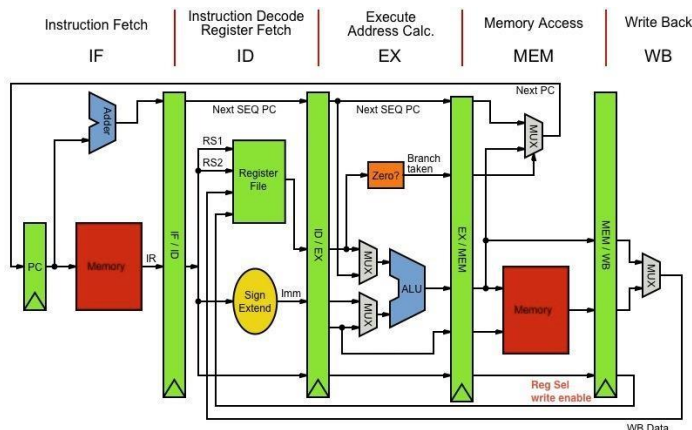 Instruction Fetch
IF
Instruction Decode
Register Fetch
ID
Execute
Address Calc.
EX
Memory Access
MEM
Write Back
WB
Next PC
Adder
Next SEQ PC
Next SEQ PC
MUX
RS1
RS2
Register
File
Branch
taken
Zero?
PC
Memory
IR
IF / ID
ID / EX
EX / MEM
MEM / WB
MUX
MUX
ALU
MUX
Memory
Sign
Extend
Imm
Reg Sel
write enable
WB Data